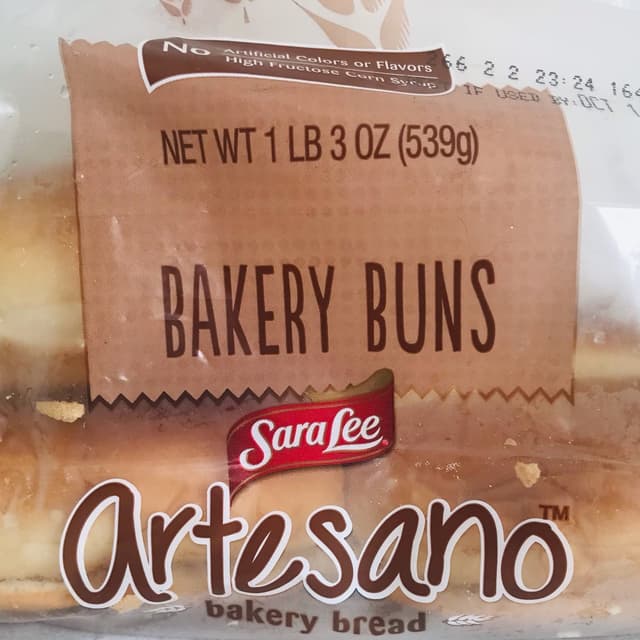 No Artificial Colors or Flavors
High Fructose Corn Syrup
66 2 2 23:24 164
IF USED BY: OCT
NET WT 1 LB 3 OZ (539g)
BAKERY BUNS
Sara Lee
artesano™
bakery bread